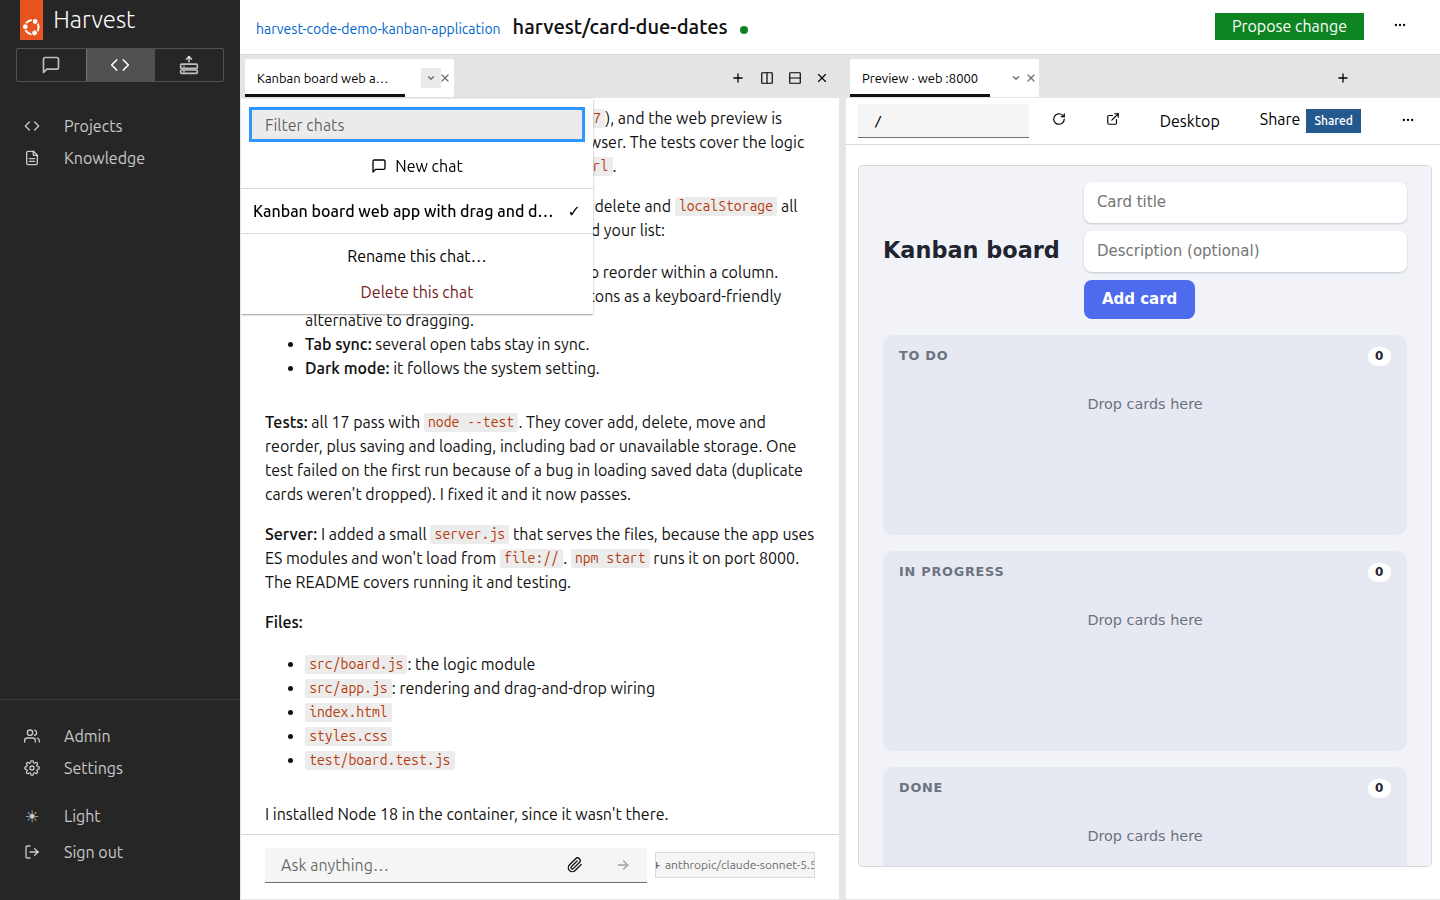 Harvest
Projects
Knowledge
Admin
Settings
Light
Sign out
harvest-code-demo-kanban-application harvest/card-due-dates
Propose change
Kanban board web a…
Filter chats
New chat
Kanban board web app with drag and d… ✓
Rename this chat…
Delete this chat
7 ), and the web preview is
wser. The tests cover the logic
rl .
delete and localStorage all
d your list:
o reorder within a column.
tons as a keyboard-friendly
alternative to dragging.
Tab sync: several open tabs stay in sync.
Dark mode: it follows the system setting.
Tests: all 17 pass with node --test . They cover add, delete, move and
reorder, plus saving and loading, including bad or unavailable storage. One
test failed on the first run because of a bug in loading saved data (duplicate
cards weren't dropped). I fixed it and it now passes.
Server: I added a small server.js that serves the files, because the app uses
ES modules and won't load from file:// . npm start runs it on port 8000.
The README covers running it and testing.
Files:
src/board.js : the logic module
src/app.js : rendering and drag-and-drop wiring
index.html
styles.css
test/board.test.js
I installed Node 18 in the container, since it wasn't there.
Ask anything…
anthropic/claude-sonnet-5.5
Preview · web :8000
/
Desktop
Share Shared
Kanban board
Card title
Description (optional)
Add card
TO DO 0
Drop cards here
IN PROGRESS 0
Drop cards here
DONE 0
Drop cards here